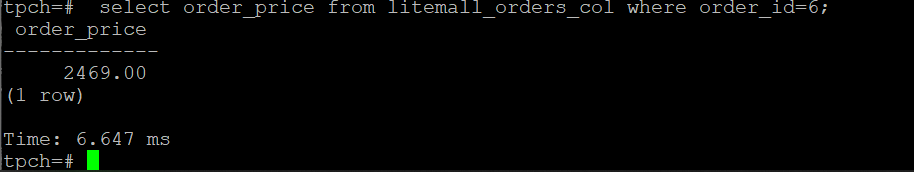 tpch=#  select order_price from litemall_orders_col where order_id=6;
 order_price
-------------
     2469.00
(1 row)

Time: 6.647 ms
tpch=#